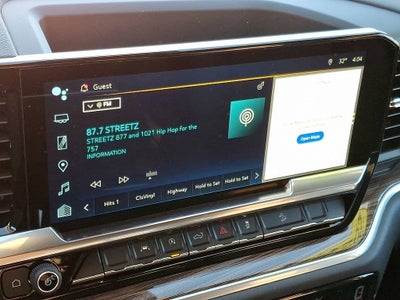 Guest
32°
4:04
FM
87.7 STREETZ
STREETZ 877 and 1021 Hip Hop for the
757
INFORMATION
Hits 1
CluVinyl
Highway
Hold to Set
Hold to Set
Open Maps